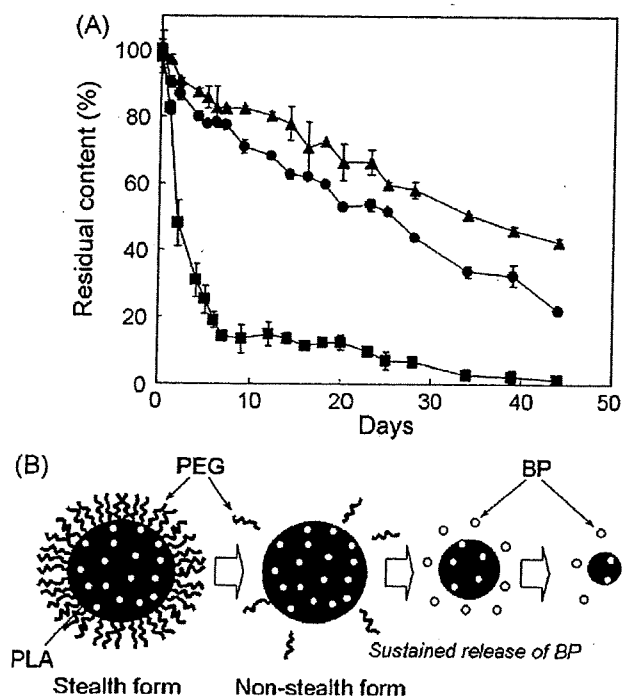 (A)
Residual content (%)
100
80
60
40
20
0
0 10 20 30 40 50
Days
(B)
PEG
BP
PLA
Sustained release of BP
Stealth form
Non-stealth form